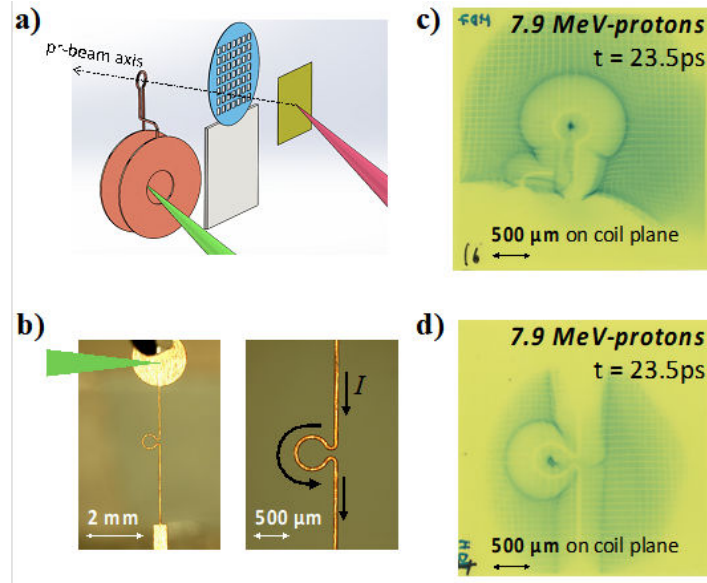 a)
pr-beam axis
b)
2 mm
I
500 μm
c)
7.9 MeV-protons
t = 23.5ps
500 μm on coil plane
(6
d)
7.9 MeV-protons
t = 23.5ps
500 μm on coil plane